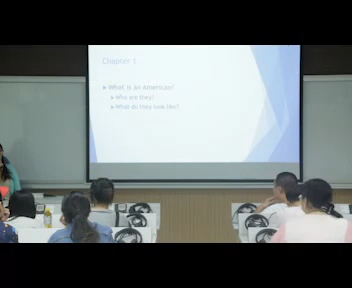 Chapter 1
What is an American?
Who are they?
What do they look like?